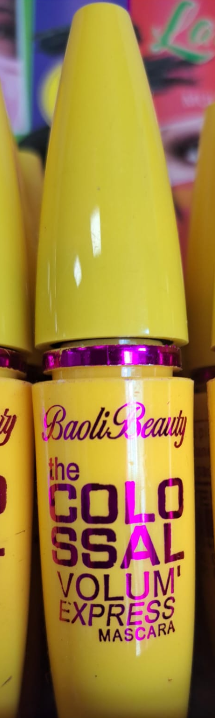 BaoliBeauty
the
COLO
SSAL
VOLUM'
EXPRESS
MASCARA